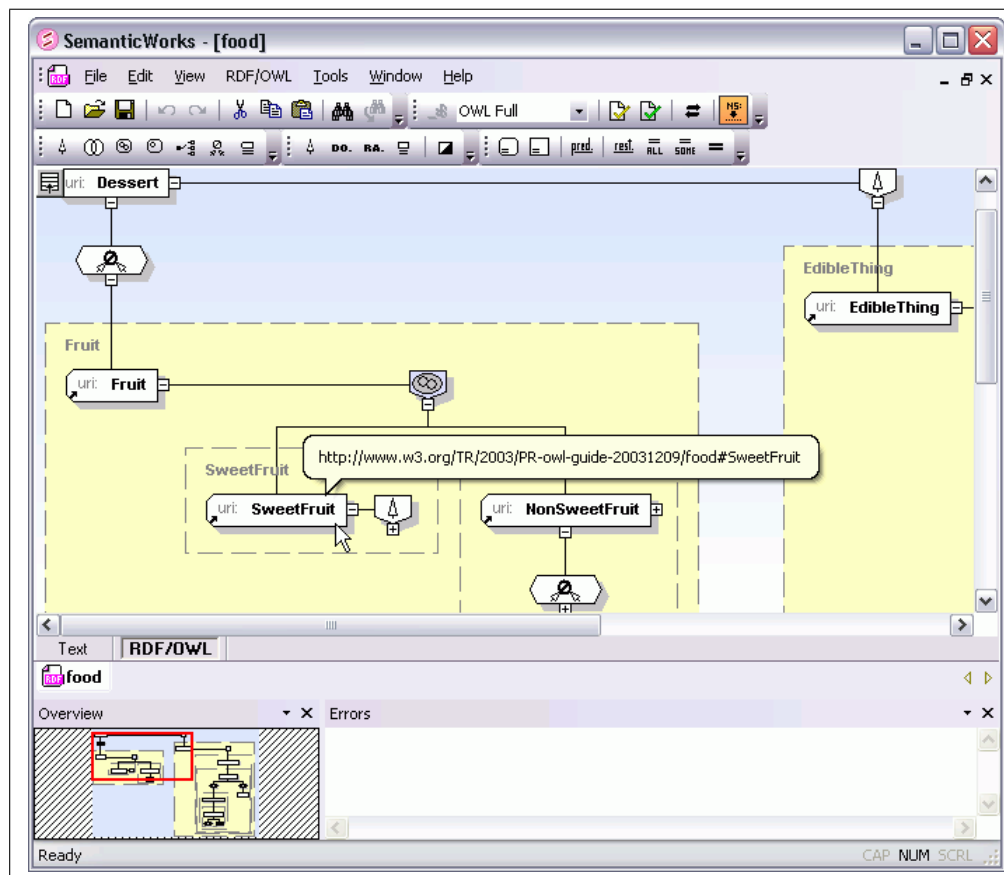 SemanticWorks - [food]
File Edit View RDF/OWL Tools Window Help
OWL Full NS:
DO. RA. pred. rest. ALL SOME
uri: Dessert
EdibleThing
uri: EdibleThing
Fruit
uri: Fruit
http://www.w3.org/TR/2003/PR-owl-guide-20031209/food#SweetFruit
SweetFruit
uri: SweetFruit uri: NonSweetFruit
Text RDF/OWL
RDF food
Overview Errors
Ready CAP NUM SCRL